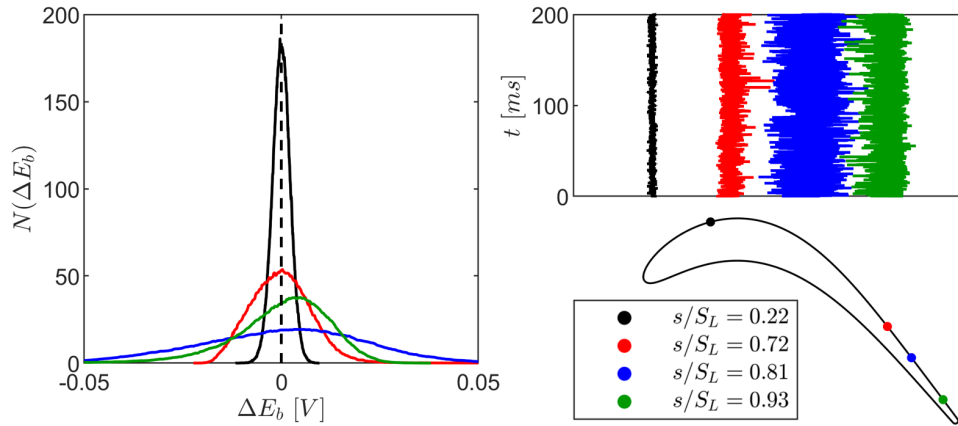 200
150
100
50
0
N(ΔE_b)
-0.05
0
0.05
ΔE_b [V]
200
100
0
t [ms]
s/S_L = 0.22
s/S_L = 0.72
s/S_L = 0.81
s/S_L = 0.93